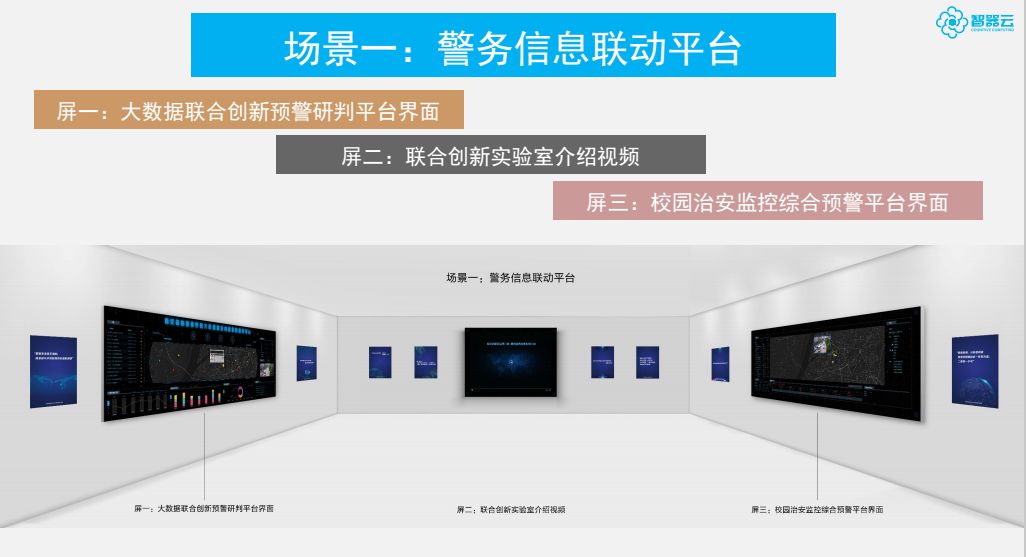 场景一：警务信息联动平台
智器云
COGNITIVE COMPUTING
屏一：大数据联合创新预警研判平台界面
屏二：联合创新实验室介绍视频
屏三：校园治安监控综合预警平台界面
场景一：警务信息联动平台
屏一：大数据联合创新预警研判平台界面
屏二：联合创新实验室介绍视频
屏三：校园治安监控综合预警平台界面